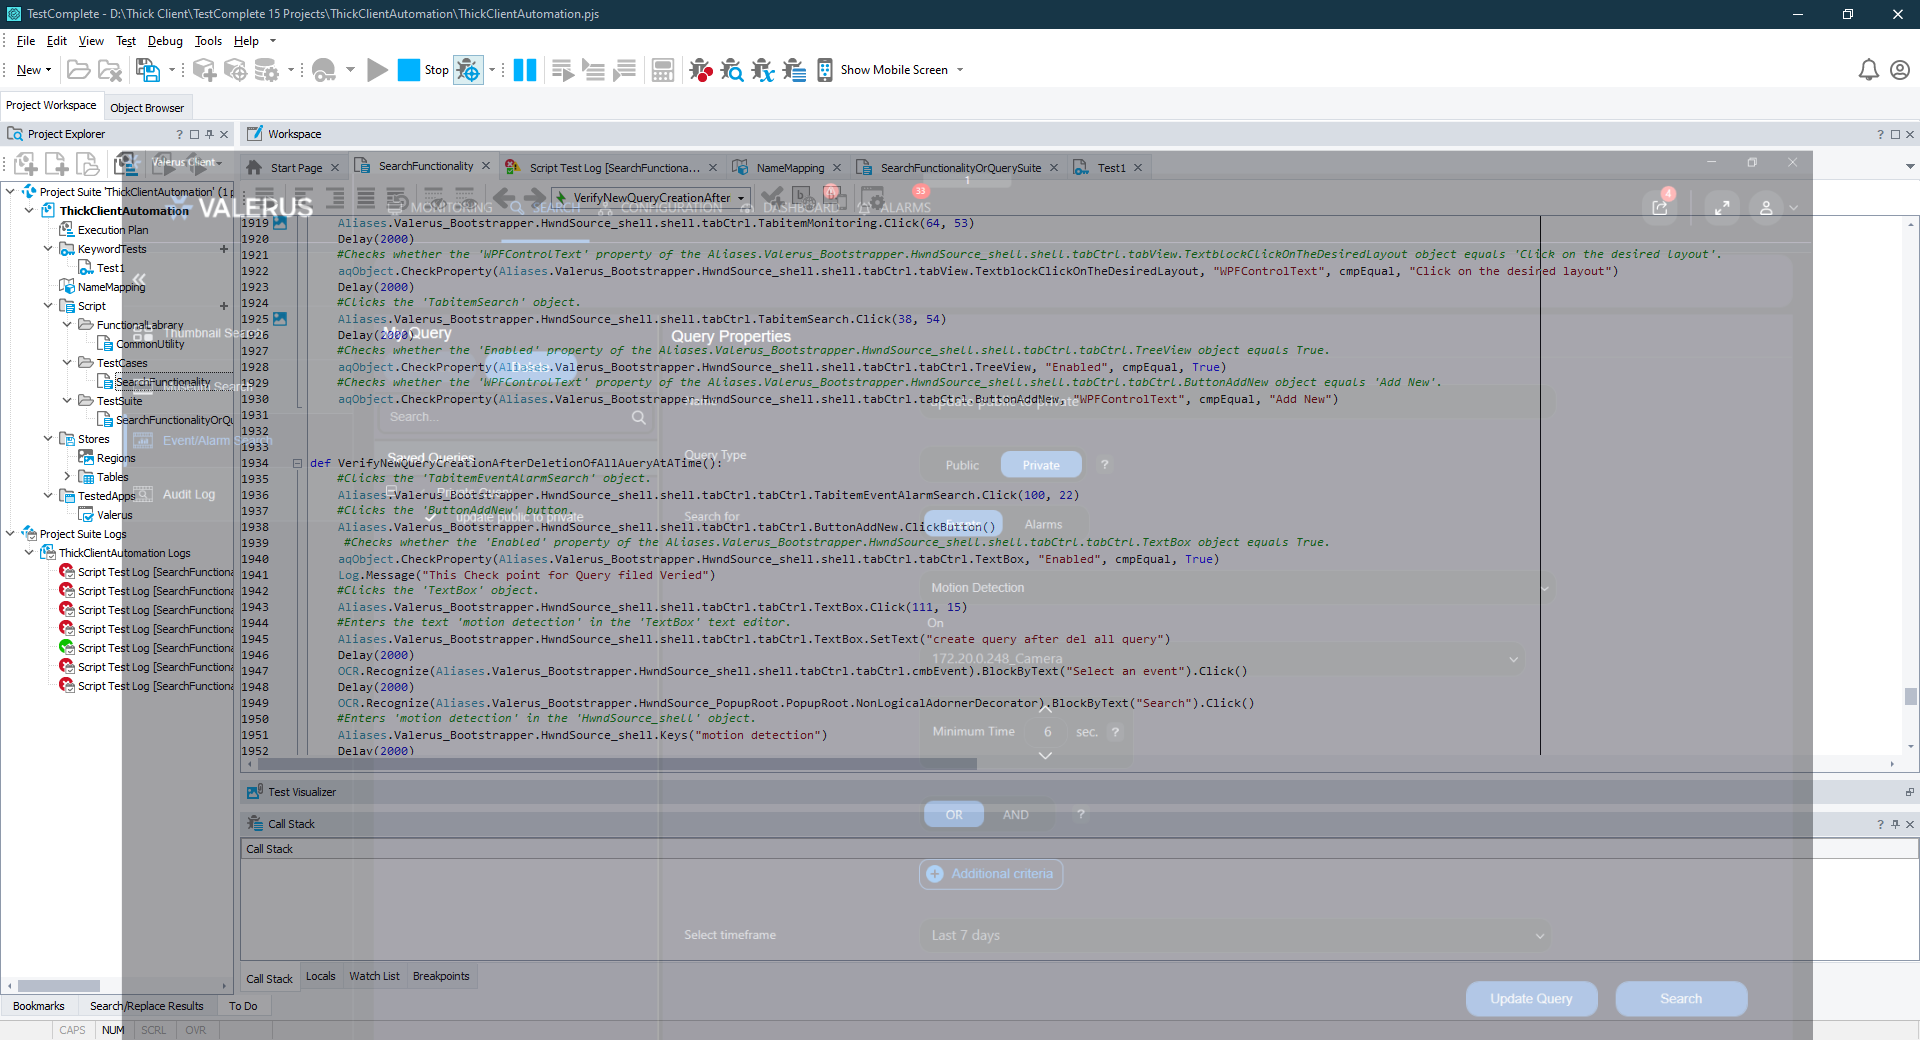 TestComplete - D:\Thick Client\TestComplete 15 Projects\ThickClientAutomation\ThickClientAutomation.pjs
File Edit View Test Debug Tools Help
New Stop Show Mobile Screen
Project Workspace Object Browser
Project Explorer
Workspace
Valerus Client
Start Page SearchFunctionality Script Test Log [SearchFunctiona... NameMapping SearchFunctionalityOrQuerySuite Test1
1
VerifyNewQueryCreationAfter
VALERUS
MONITORING SEARCH CONFIGURATION DASHBOARD ALARMS 33 4
Project Suite 'ThickClientAutomation' (1 p
ThickClientAutomation
Execution Plan
KeywordTests
Test1
NameMapping
Script
FunctionalLibrary
CommonUtility
TestCases
SearchFunctionality
TestSuite
SearchFunctionalityOrQu
Stores
Regions
Tables
TestedApps
Valerus
Project Suite Logs
ThickClientAutomation Logs
Script Test Log [SearchFunctiona
Script Test Log [SearchFunctiona
Script Test Log [SearchFunctiona
Script Test Log [SearchFunctiona
Script Test Log [SearchFunctiona
Script Test Log [SearchFunctiona
Script Test Log [SearchFunctiona
Thumbnail Search
Event/Alarm Search
Audit Log
1919 Aliases.Valerus_Bootstrapper.HwndSource_shell.shell.tabCtrl.TabitemMonitoring.Click(64, 53)
1920 Delay(2000)
1921 #Checks whether the 'WPFControlText' property of the Aliases.Valerus_Bootstrapper.HwndSource_shell.shell.tabCtrl.tabView.TextblockClickOnTheDesiredLayout object equals 'Click on the desired layout'.
1922 aqObject.CheckProperty(Aliases.Valerus_Bootstrapper.HwndSource_shell.shell.tabCtrl.tabView.TextblockClickOnTheDesiredLayout, "WPFControlText", cmpEqual, "Click on the desired layout")
1923 Delay(2000)
1924 #Clicks the 'TabitemSearch' object.
1925 Aliases.Valerus_Bootstrapper.HwndSource_shell.shell.tabCtrl.TabitemSearch.Click(38, 54)
1926 Delay(2000)
1927 #Checks whether the 'Enabled' property of the Aliases.Valerus_Bootstrapper.HwndSource_shell.shell.tabCtrl.tabCtrl.TreeView object equals True.
1928 aqObject.CheckProperty(Aliases.Valerus_Bootstrapper.HwndSource_shell.shell.tabCtrl.tabCtrl.TreeView, "Enabled", cmpEqual, True)
1929 #Checks whether the 'WPFControlText' property of the Aliases.Valerus_Bootstrapper.HwndSource_shell.shell.tabCtrl.tabCtrl.ButtonAddNew object equals 'Add New'.
1930 aqObject.CheckProperty(Aliases.Valerus_Bootstrapper.HwndSource_shell.shell.tabCtrl.tabCtrl.ButtonAddNew, "WPFControlText", cmpEqual, "Add New")
1931
1932
1933
1934 def VerifyNewQueryCreationAfterDeletionOfAllAueryAtATime():
1935 #Clicks the 'TabitemEventAlarmSearch' object.
1936 Aliases.Valerus_Bootstrapper.HwndSource_shell.shell.tabCtrl.tabCtrl.TabitemEventAlarmSearch.Click(100, 22)
1937 #Clicks the 'ButtonAddNew' button.
1938 Aliases.Valerus_Bootstrapper.HwndSource_shell.shell.tabCtrl.tabCtrl.ButtonAddNew.ClickButton()
1939 #Checks whether the 'Enabled' property of the Aliases.Valerus_Bootstrapper.HwndSource_shell.shell.tabCtrl.tabCtrl.TextBox object equals True.
1940 aqObject.CheckProperty(Aliases.Valerus_Bootstrapper.HwndSource_shell.shell.tabCtrl.tabCtrl.TextBox, "Enabled", cmpEqual, True)
1941 Log.Message("This Check point for Query filed Veried")
1942 #Clicks the 'TextBox' object.
1943 Aliases.Valerus_Bootstrapper.HwndSource_shell.shell.tabCtrl.tabCtrl.TextBox.Click(111, 15)
1944 #Enters the text 'motion detection' in the 'TextBox' text editor.
1945 Aliases.Valerus_Bootstrapper.HwndSource_shell.shell.tabCtrl.tabCtrl.TextBox.SetText("create query after del all query")
1946 Delay(2000)
1947 OCR.Recognize(Aliases.Valerus_Bootstrapper.HwndSource_shell.shell.tabCtrl.tabCtrl.cmbEvent).BlockByText("Select an event").Click()
1948 Delay(2000)
1949 OCR.Recognize(Aliases.Valerus_Bootstrapper.HwndSource_PopupRoot.PopupRoot.NonLogicalAdornerDecorator).BlockByText("Search").Click()
1950 #Enters 'motion detection' in the 'HwndSource_shell' object.
1951 Aliases.Valerus_Bootstrapper.HwndSource_shell.Keys("motion detection")
1952 Delay(2000)
My Query
Search...
Saved Queries
Private Query
update public to private
Query Properties
update public to private
Query Type Public Private ?
Search for Alarms
Motion Detection
On
172.20.0.248_Camera
Minimum Time 6 sec. ?
OR AND ?
Additional criteria
Select timeframe Last 7 days
Update Query Search
Test Visualizer
Call Stack
Call Stack
Call Stack Locals Watch List Breakpoints
Bookmarks Search/Replace Results To Do
CAPS NUM SCRL OVR